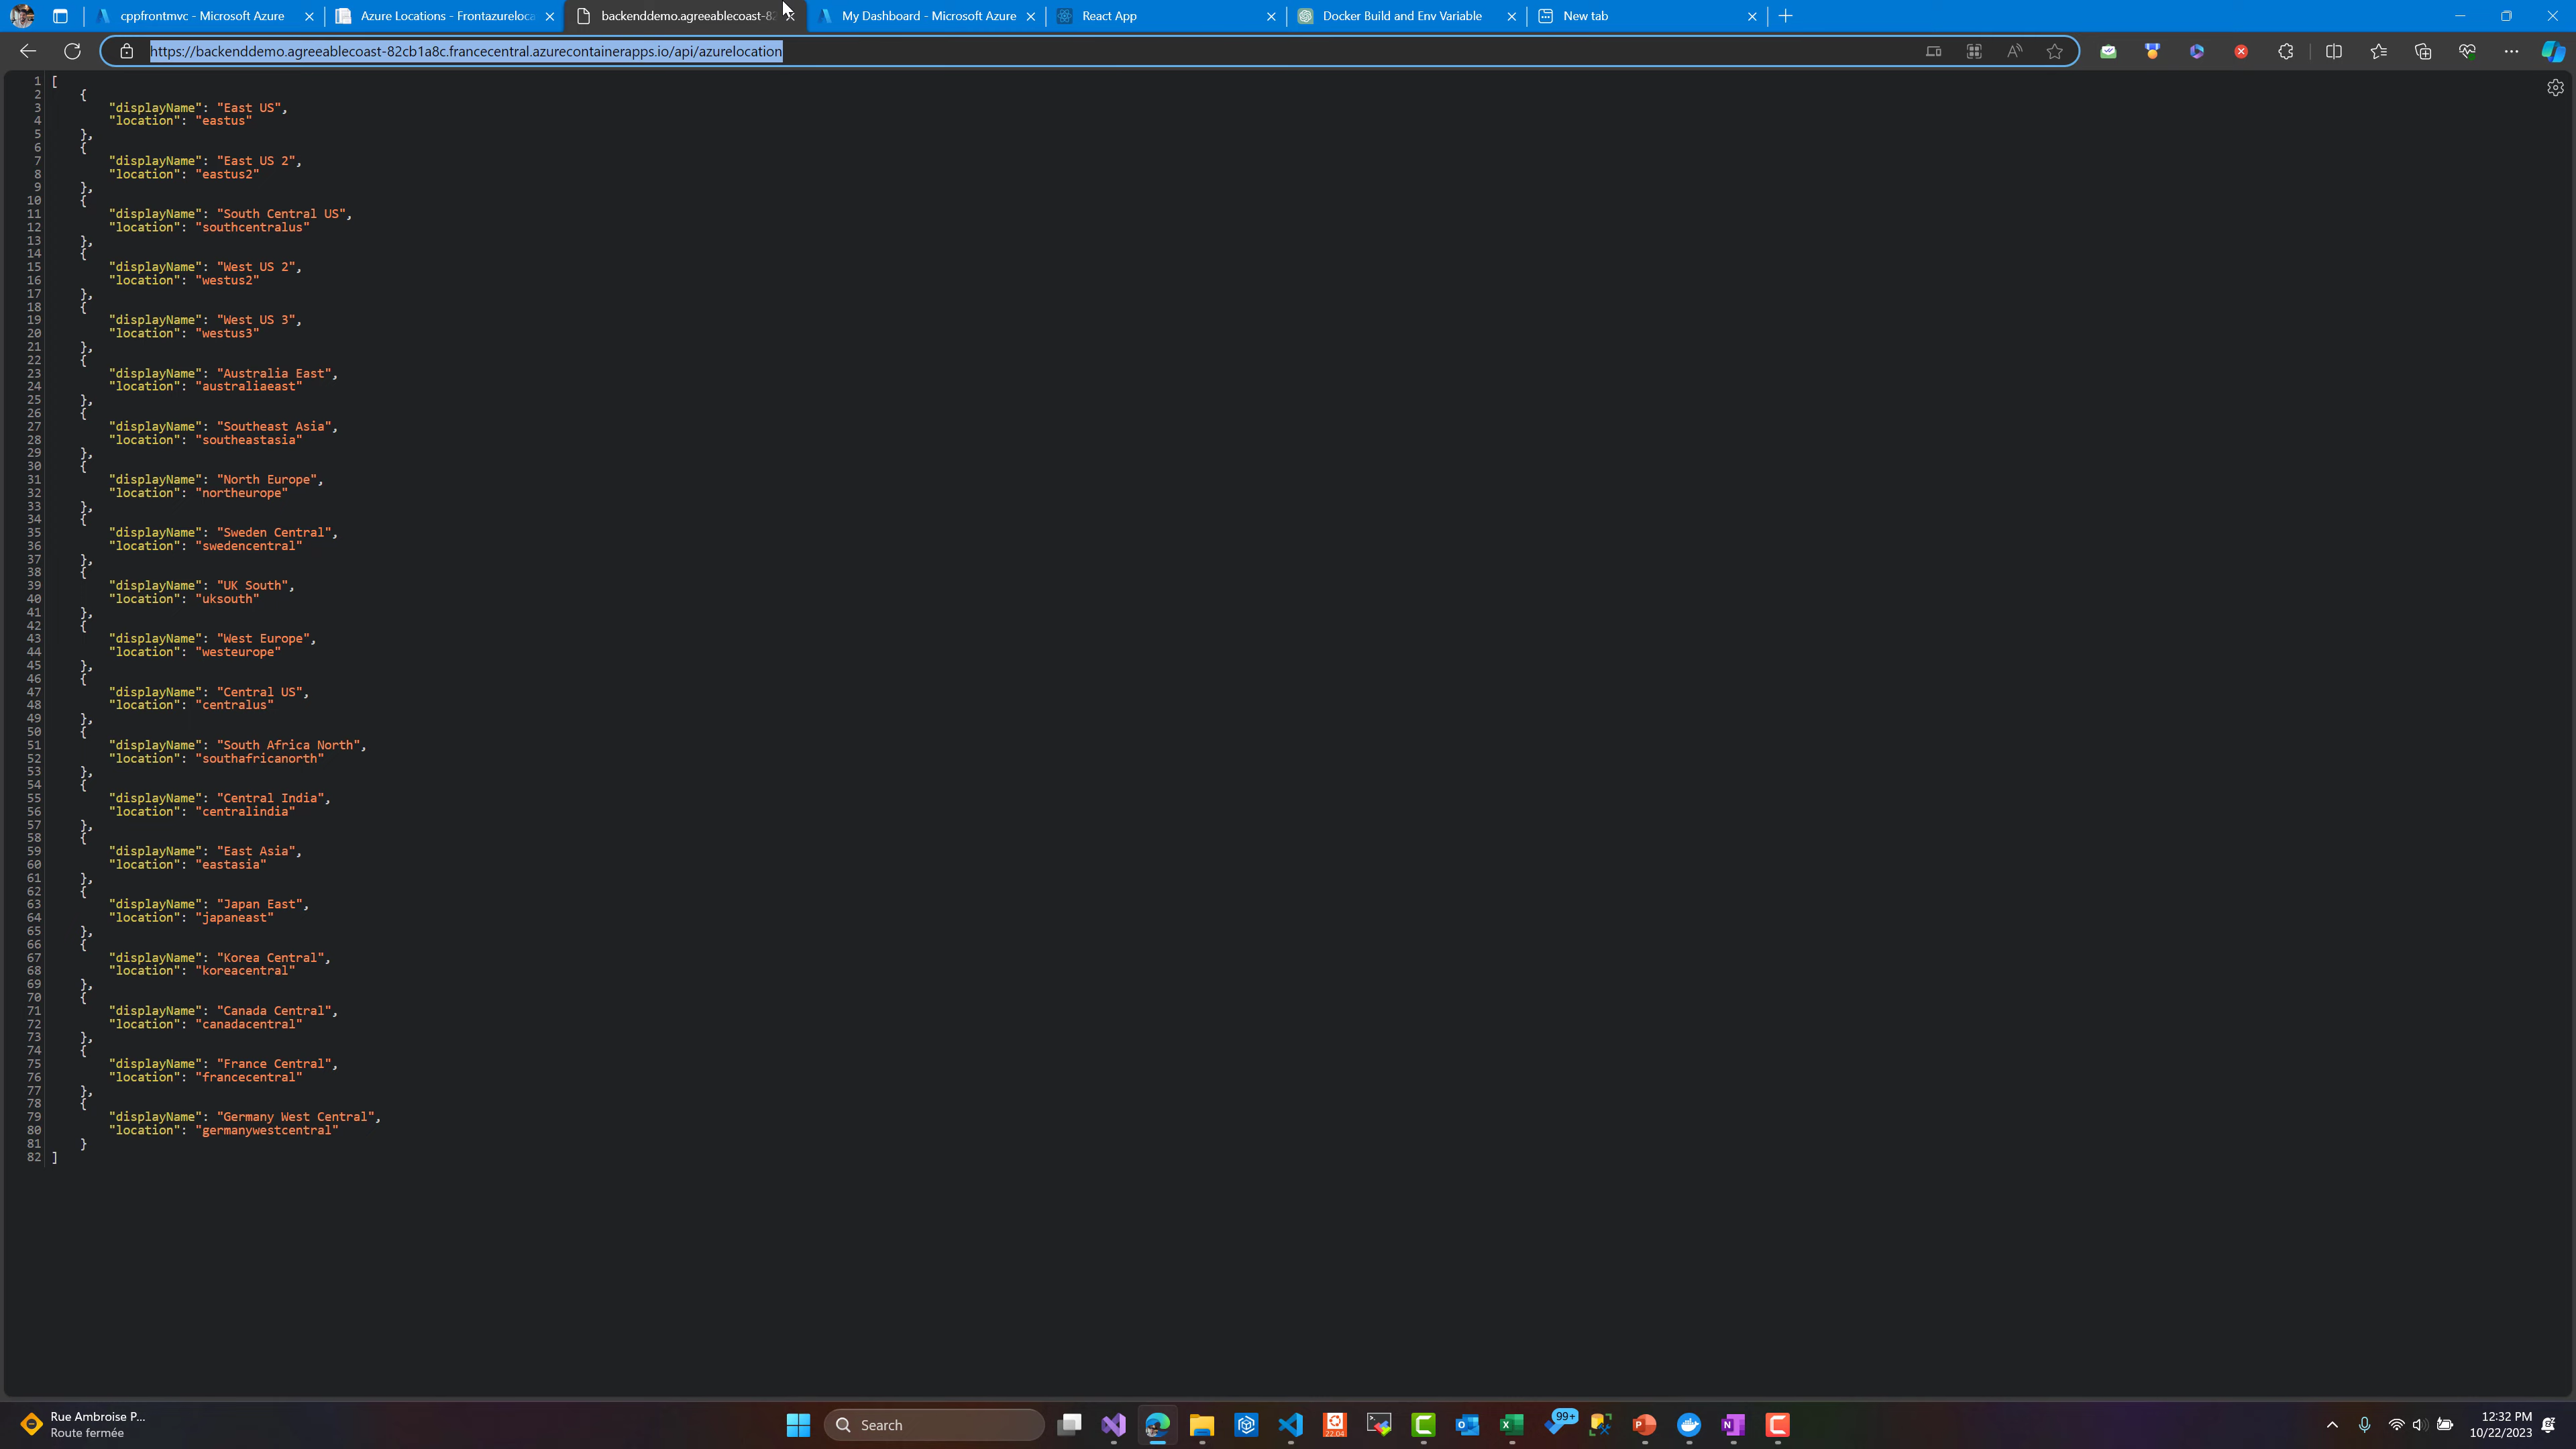 cppfrontmvc - Microsoft Azure
Azure Locations - Frontazureloca
backenddemo.agreeablecoast-82
My Dashboard - Microsoft Azure
React App
Docker Build and Env Variable
New tab
https://backenddemo.agreeablecoast-82cb1a8c.francecentral.azurecontainerapps.io/api/azurelocation
1 [
2 {
3 "displayName": "East US",
4 "location": "eastus"
5 },
6 {
7 "displayName": "East US 2",
8 "location": "eastus2"
9 },
10 {
11 "displayName": "South Central US",
12 "location": "southcentralus"
13 },
14 {
15 "displayName": "West US 2",
16 "location": "westus2"
17 },
18 {
19 "displayName": "West US 3",
20 "location": "westus3"
21 },
22 {
23 "displayName": "Australia East",
24 "location": "australiaeast"
25 },
26 {
27 "displayName": "Southeast Asia",
28 "location": "southeastasia"
29 },
30 {
31 "displayName": "North Europe",
32 "location": "northeurope"
33 },
34 {
35 "displayName": "Sweden Central",
36 "location": "swedencentral"
37 },
38 {
39 "displayName": "UK South",
40 "location": "uksouth"
41 },
42 {
43 "displayName": "West Europe",
44 "location": "westeurope"
45 },
46 {
47 "displayName": "Central US",
48 "location": "centralus"
49 },
50 {
51 "displayName": "South Africa North",
52 "location": "southafricanorth"
53 },
54 {
55 "displayName": "Central India",
56 "location": "centralindia"
57 },
58 {
59 "displayName": "East Asia",
60 "location": "eastasia"
61 },
62 {
63 "displayName": "Japan East",
64 "location": "japaneast"
65 },
66 {
67 "displayName": "Korea Central",
68 "location": "koreacentral"
69 },
70 {
71 "displayName": "Canada Central",
72 "location": "canadacentral"
73 },
74 {
75 "displayName": "France Central",
76 "location": "francecentral"
77 },
78 {
79 "displayName": "Germany West Central",
80 "location": "germanywestcentral"
81 }
82 ]
Rue Ambroise P...
Route fermée
Search
22.04
99+
12:32 PM
10/22/2023